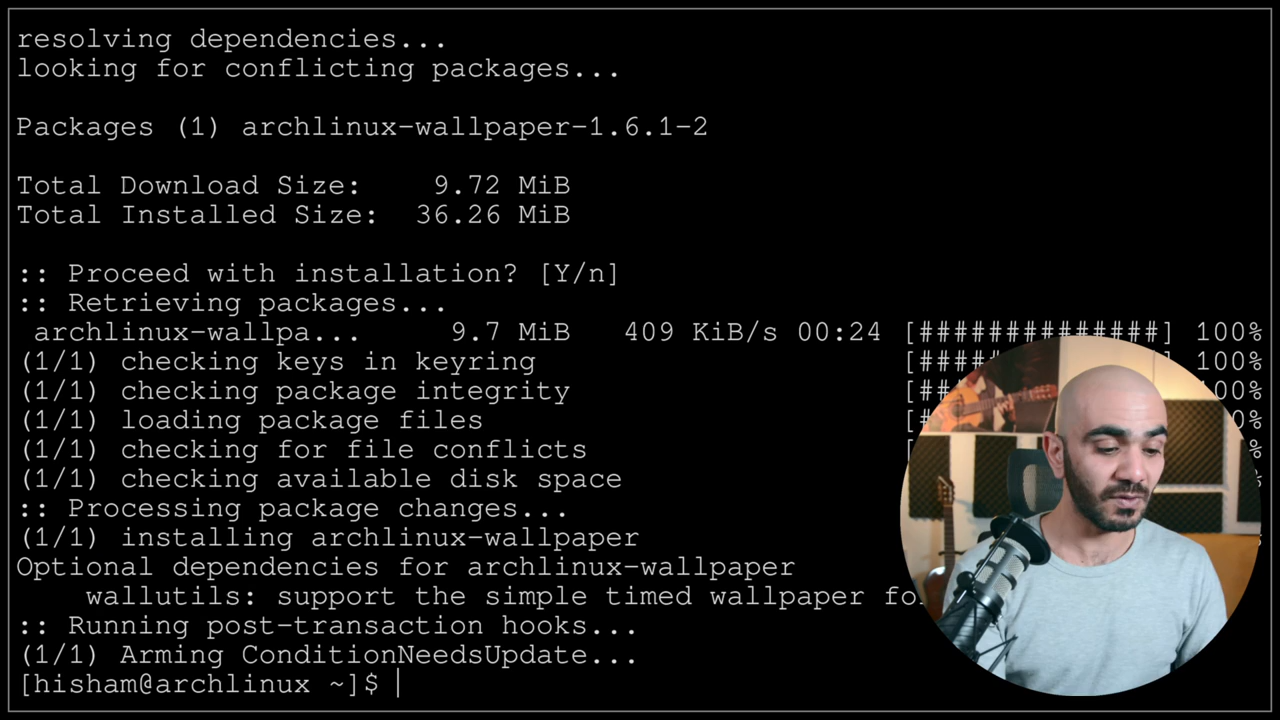 resolving dependencies...
looking for conflicting packages...
Packages (1) archlinux-wallpaper-1.6.1-2
Total Download Size:    9.72 MiB
Total Installed Size:  36.26 MiB
:: Proceed with installation? [Y/n]
:: Retrieving packages...
archlinux-wallpa...     9.7 MiB   409 KiB/s 00:24 [##############] 100%
(1/1) checking keys in keyring [#### ] 100%
(1/1) checking package integrity [## 00%
(1/1) loading package files [ 0%
(1/1) checking for file conflicts [ %
(1/1) checking available disk space [
:: Processing package changes...
(1/1) installing archlinux-wallpaper
Optional dependencies for archlinux-wallpaper
wallutils: support the simple timed wallpaper
:: Running post-transaction hooks...
(1/1) Arming ConditionNeedsUpdate...
[hisham@archlinux ~]$